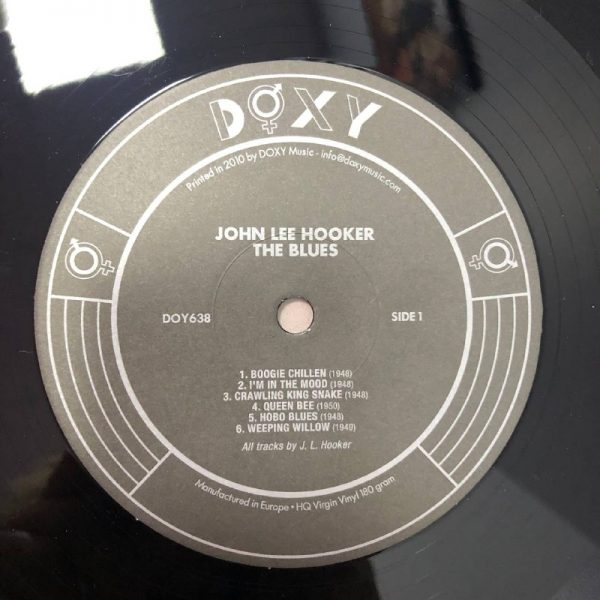 DOXY
Printed in 2010 by DOXY Music - info@doxymusic.com
JOHN LEE HOOKER
THE BLUES
DOY638
SIDE 1
1. BOOGIE CHILLEN (1948)
2. I'M IN THE MOOD (1948)
3. CRAWLING KING SNAKE (1948)
4. QUEEN BEE (1950)
5. HOBO BLUES (1948)
6. WEEPING WILLOW (1949)
All tracks by J. L. Hooker
Manufactured in Europe • HQ Virgin Vinyl 180 gram